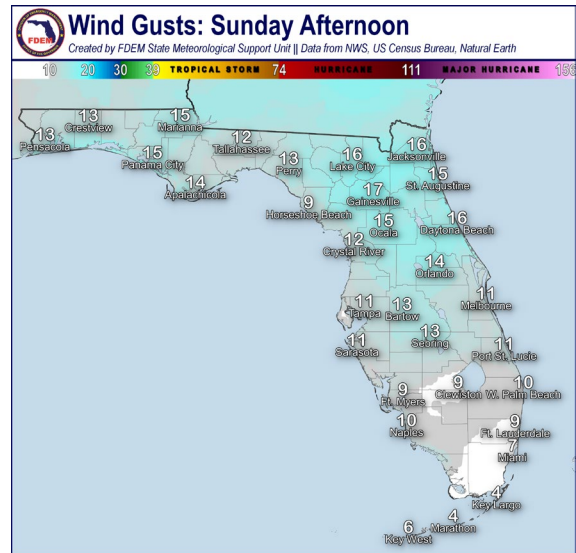 Wind Gusts: Sunday Afternoon
FDEM
Created by FDEM State Meteorological Support Unit || Data from NWS, US Census Bureau, Natural Earth
10 20 30 39 TROPICAL STORM 74 HURRICANE 111 MAJOR HURRICANE 156
13
Pensacola
13
Crestview
15
Marianna
15
Panama City
14
Apalachicola
12
Tallahassee
13
Perry
16
Lake City
16
Jacksonville
15
St. Augustine
17
Gainesville
9
Horseshoe Beach
15
Ocala
16
Daytona Beach
12
Crystal River
14
Orlando
11
Melbourne
11
Tampa
13
Bartow
13
Sebring
11
Sarasota
11
Port St. Lucie
9
Ft. Myers
9
Clewiston
10
W. Palm Beach
10
Naples
9
Ft. Lauderdale
7
Miami
4
Key Largo
4
Marathon
6
Key West